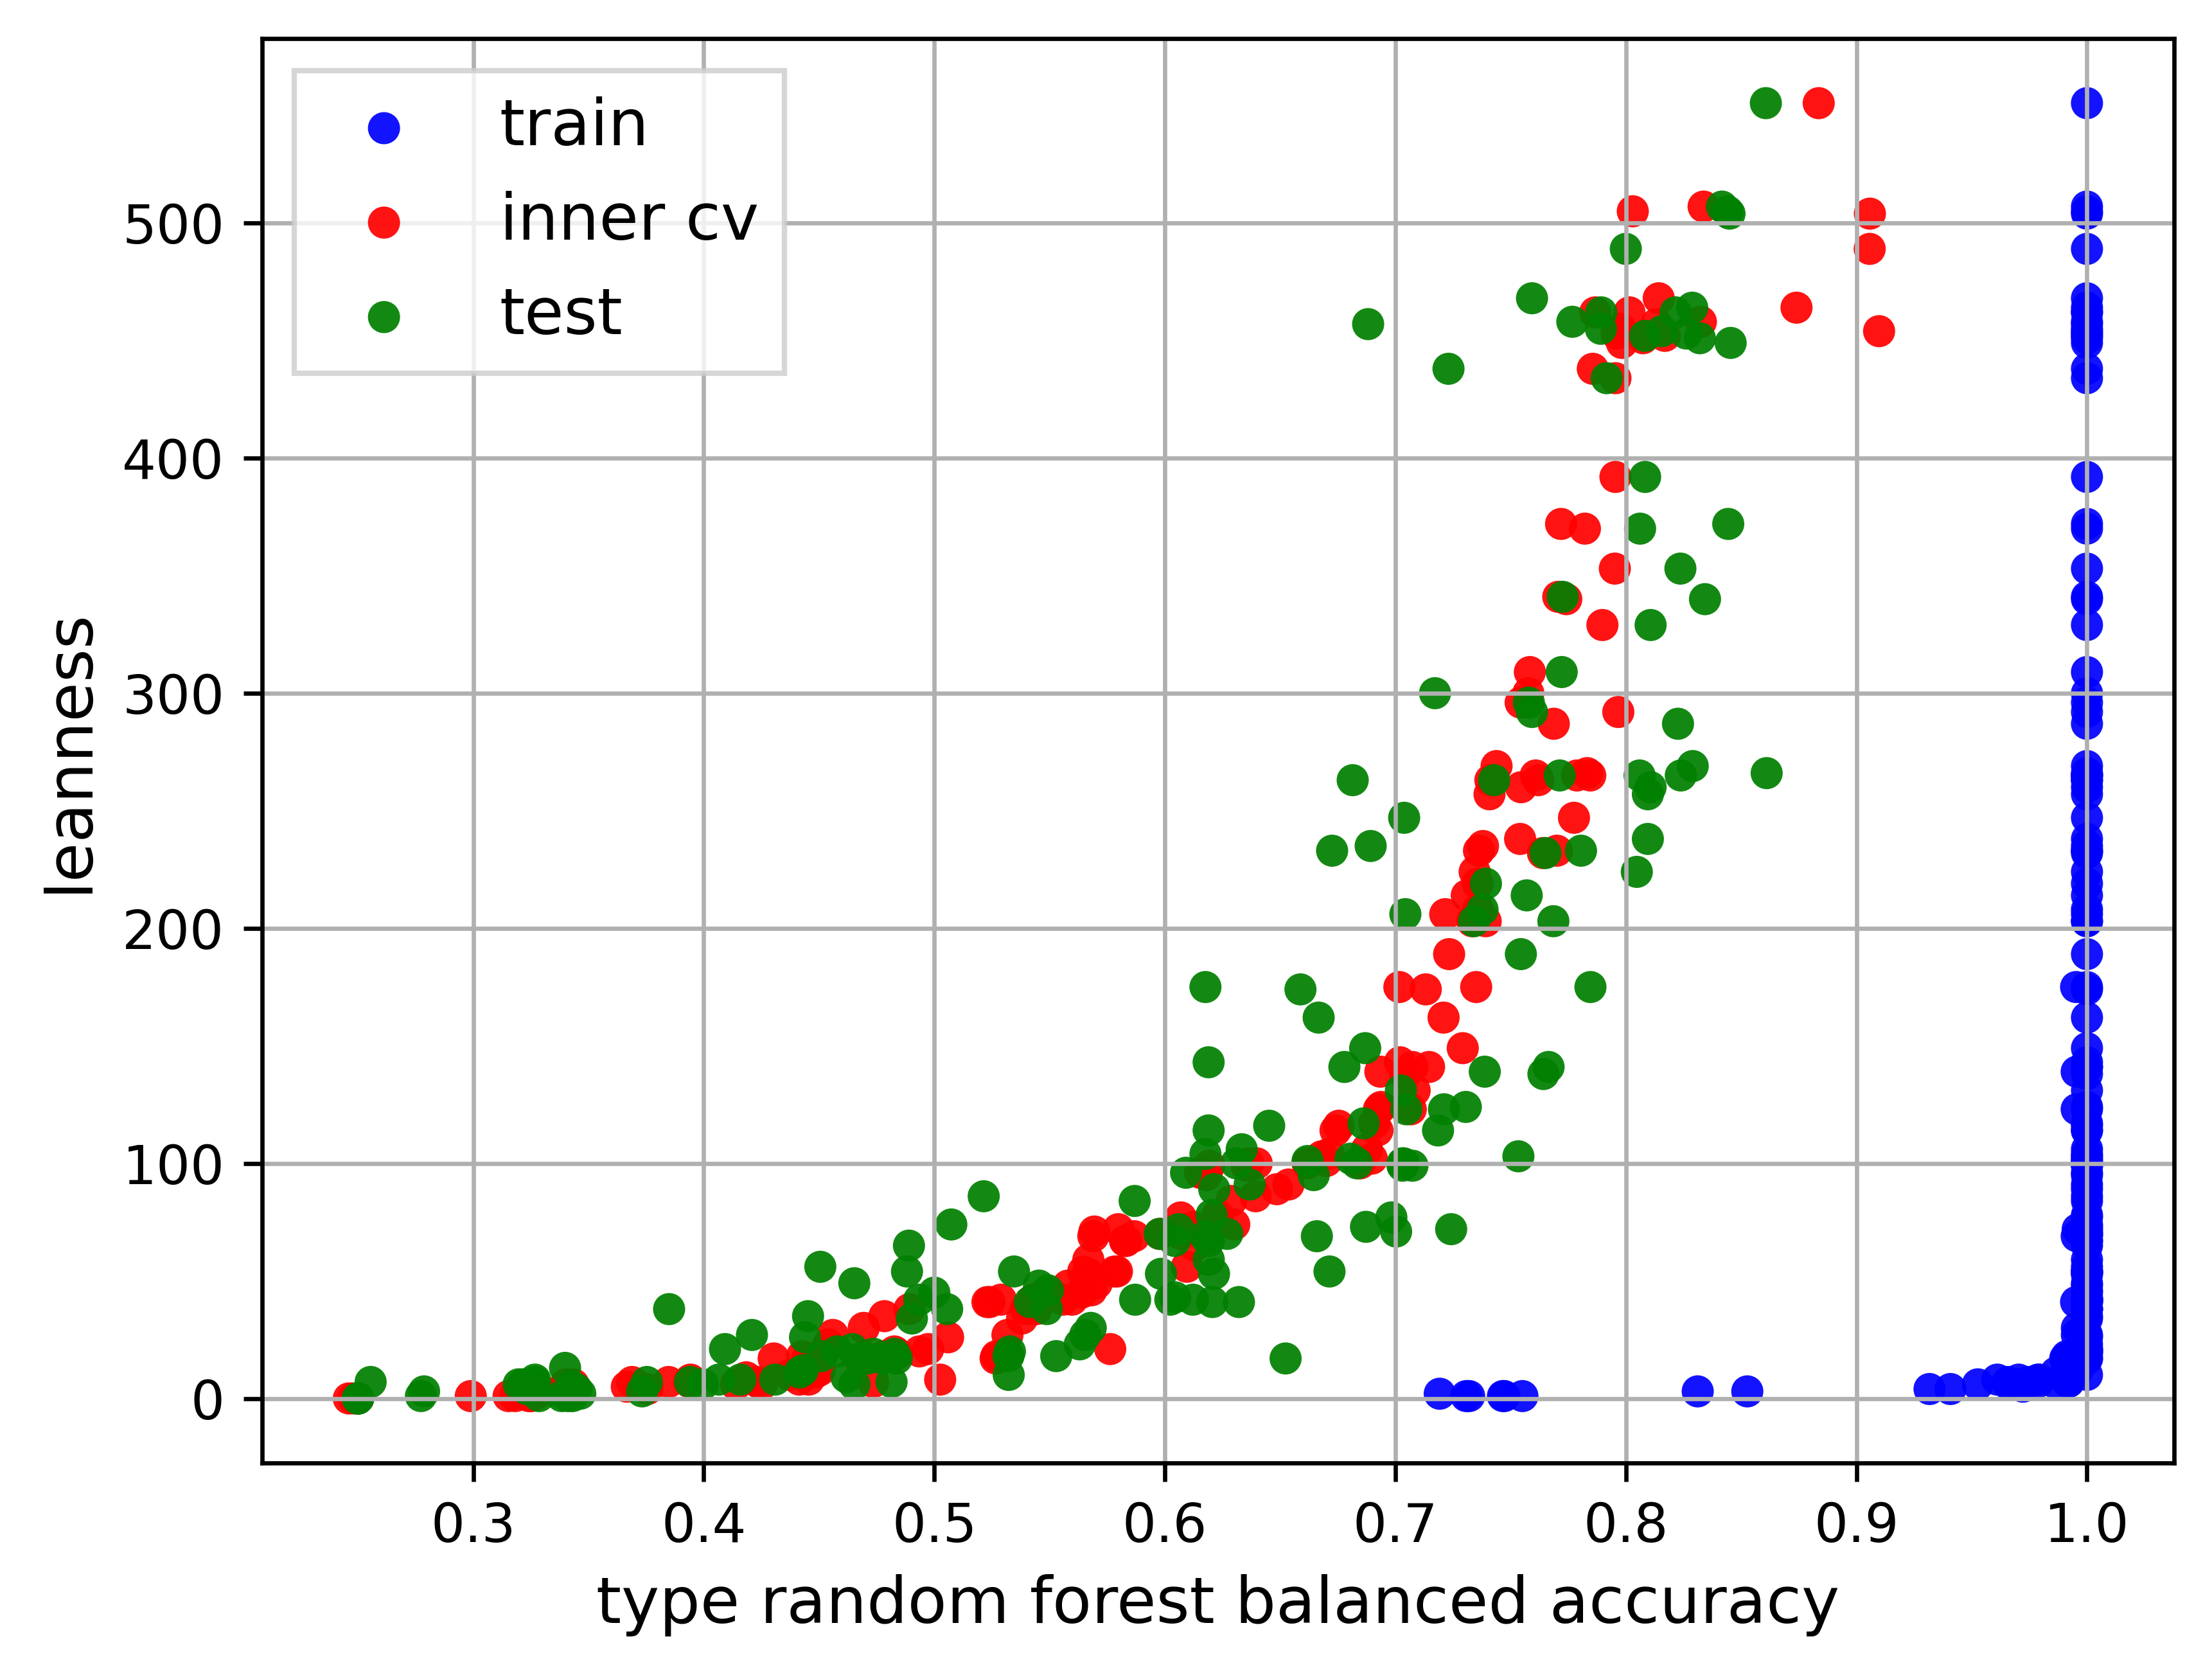 train
inner cv
test
500
400
300
200
100
0
leanness
0.3 0.4 0.5 0.6 0.7 0.8 0.9 1.0
type random forest balanced accuracy